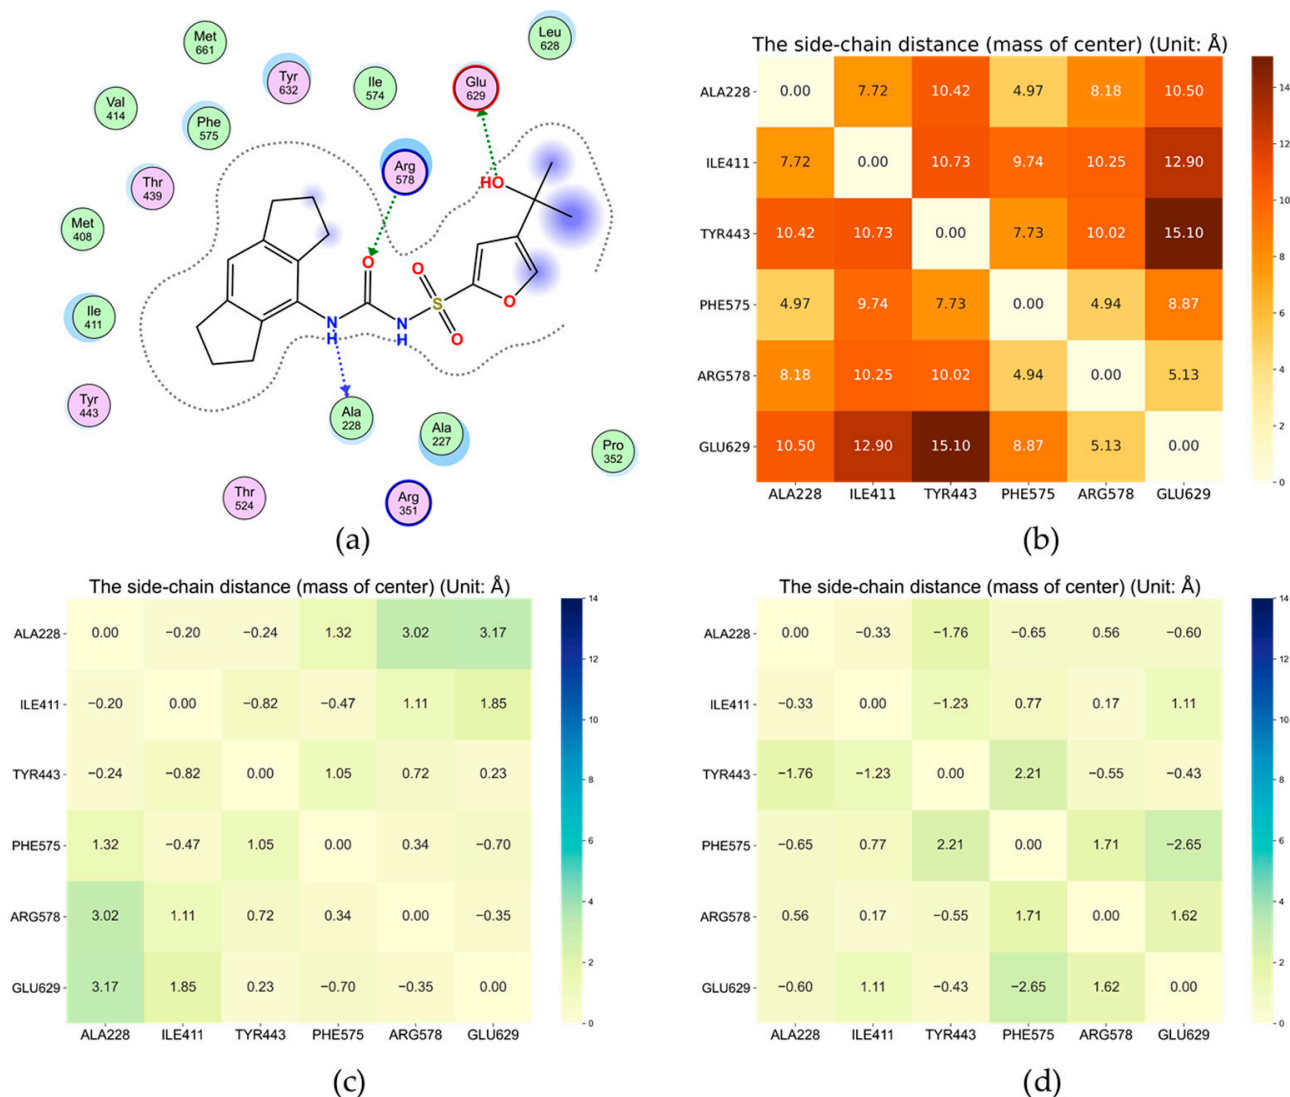 Met
661
Leu
628
Tyr
632
Ile
574
Glu
629
Val
414
Phe
575
Arg
578
Thr
439
HO
Met
408
O
O
S
O
O
Ile
411
N
H
N
H
Tyr
443
Ala
228
Ala
227
Pro
352
Thr
524
Arg
351
(a)
The side-chain distance (mass of center) (Unit: Å)
ALA228 0.00 7.72 10.42 4.97 8.18 10.50
ILE411 7.72 0.00 10.73 9.74 10.25 12.90
TYR443 10.42 10.73 0.00 7.73 10.02 15.10
PHE575 4.97 9.74 7.73 0.00 4.94 8.87
ARG578 8.18 10.25 10.02 4.94 0.00 5.13
GLU629 10.50 12.90 15.10 8.87 5.13 0.00
ALA228 ILE411 TYR443 PHE575 ARG578 GLU629
14
12
10
8
6
4
2
0
(b)
The side-chain distance (mass of center) (Unit: Å)
ALA228 0.00 −0.20 −0.24 1.32 3.02 3.17
ILE411 −0.20 0.00 −0.82 −0.47 1.11 1.85
TYR443 −0.24 −0.82 0.00 1.05 0.72 0.23
PHE575 1.32 −0.47 1.05 0.00 0.34 −0.70
ARG578 3.02 1.11 0.72 0.34 0.00 −0.35
GLU629 3.17 1.85 0.23 −0.70 −0.35 0.00
ALA228 ILE411 TYR443 PHE575 ARG578 GLU629
14
12
10
8
6
4
2
0
(c)
The side-chain distance (mass of center) (Unit: Å)
ALA228 0.00 −0.33 −1.76 −0.65 0.56 −0.60
ILE411 −0.33 0.00 −1.23 0.77 0.17 1.11
TYR443 −1.76 −1.23 0.00 2.21 −0.55 −0.43
PHE575 −0.65 0.77 2.21 0.00 1.71 −2.65
ARG578 0.56 0.17 −0.55 1.71 0.00 1.62
GLU629 −0.60 1.11 −0.43 −2.65 1.62 0.00
ALA228 ILE411 TYR443 PHE575 ARG578 GLU629
14
12
10
8
6
4
2
0
(d)